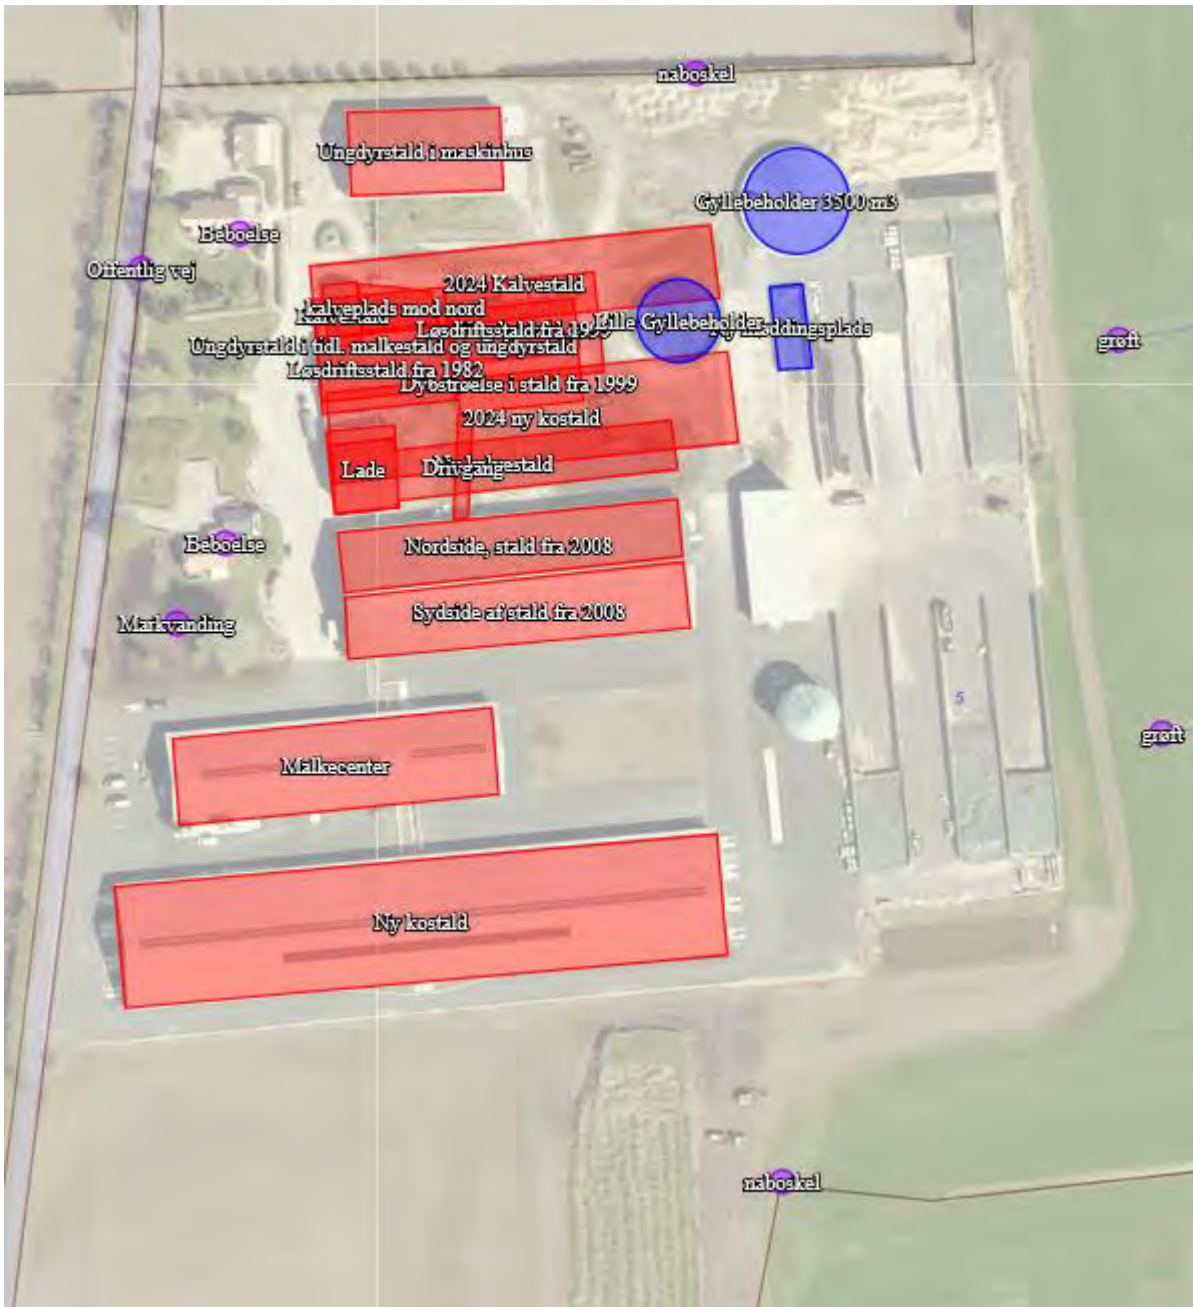 naboskel
Ungdyrstald i maskinhus
Gyllebeholder 3500 m3
Beboelse
Offentlig vej
2024 Kalvestald
kalveplads mod nord
Lille Gyllebeholder
Løsdriftsstald fra
møddingsplads
grøft
Ungdyrstald i tidl. malkestald og ungdyrstald
Løsdriftsstald fra 1982
Dybstrøelse i stald fra 1999
2024 ny kostald
Lade
Drivgang
Nordside, stald fra 2008
Beboelse
Sydside af stald fra 2008
Markvanding
5
grøft
Malkecenter
Ny kostald
naboskel